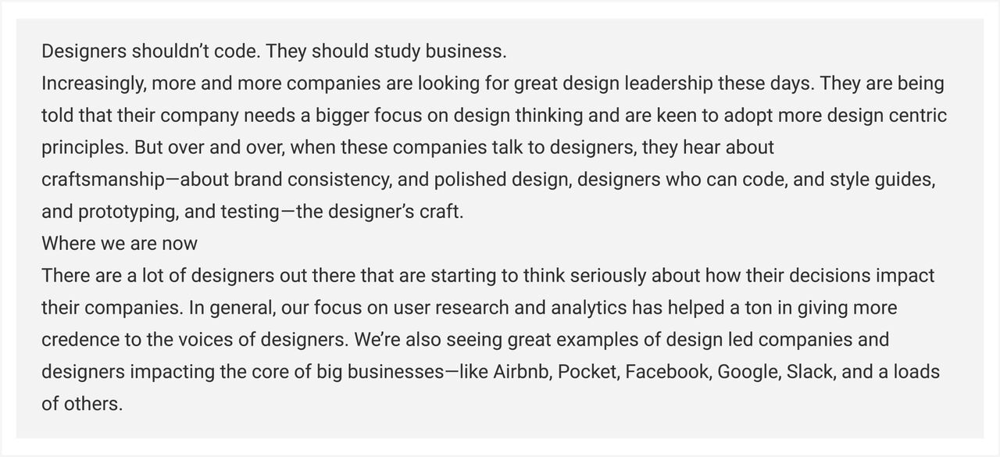 Designers shouldn’t code. They should study business.
Increasingly, more and more companies are looking for great design leadership these days. They are being
told that their company needs a bigger focus on design thinking and are keen to adopt more design centric
principles. But over and over, when these companies talk to designers, they hear about
craftsmanship—about brand consistency, and polished design, designers who can code, and style guides,
and prototyping, and testing—the designer’s craft.
Where we are now
There are a lot of designers out there that are starting to think seriously about how their decisions impact
their companies. In general, our focus on user research and analytics has helped a ton in giving more
credence to the voices of designers. We’re also seeing great examples of design led companies and
designers impacting the core of big businesses—like Airbnb, Pocket, Facebook, Google, Slack, and a loads
of others.